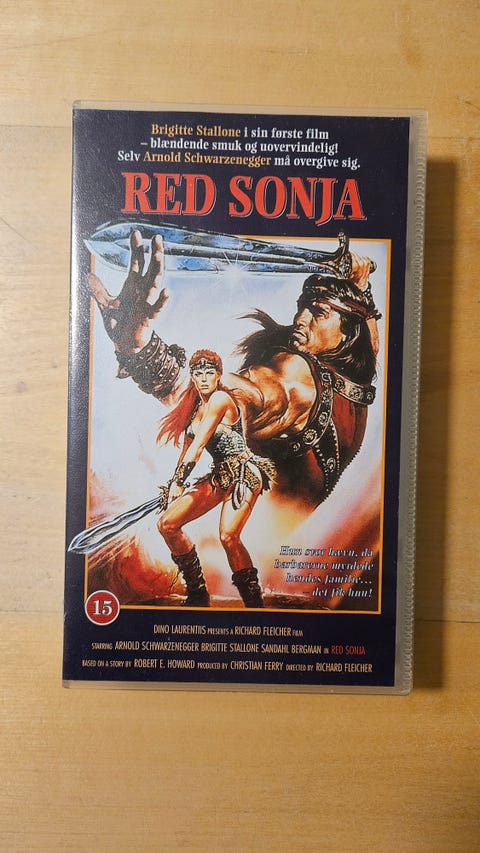 Brigitte Stallone i sin første film
– blændende smuk og uovervindelig!
Selv Arnold Schwarzenegger må overgive sig.
RED SONJA
Hun svor hævn, da
barbarerne myrdede
hendes familie...
– det fik hun!
15
DINO LAURENTIIS PRESENTS A RICHARD FLEICHER FILM
STARRING ARNOLD SCHWARZENEGGER BRIGITTE STALLONE SANDAHL BERGMAN IN RED SONJA
BASED ON A STORY BY ROBERT E. HOWARD PRODUCED BY CHRISTIAN FERRY DIRECTED BY RICHARD FLEICHER